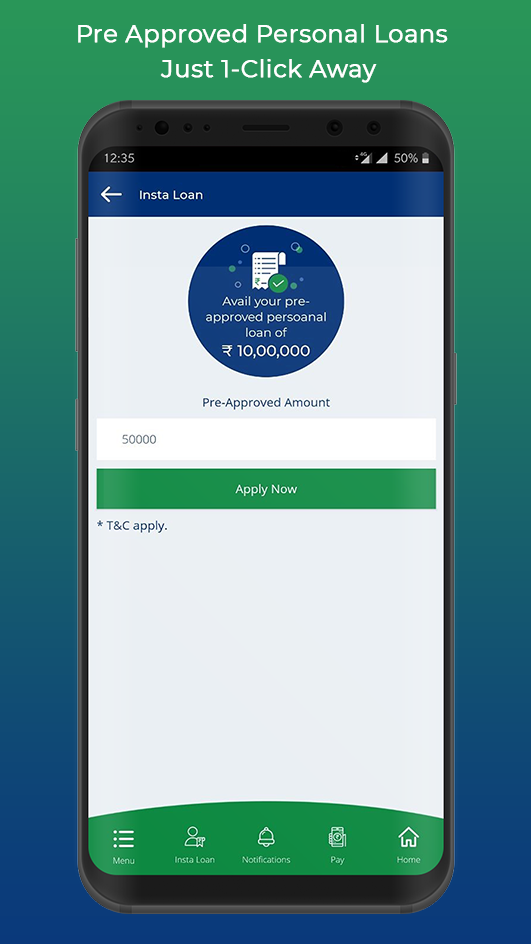 Pre Approved Personal Loans
Just 1-Click Away
12:35
4G
50%
Insta Loan
₹
Avail your pre-
approved persoanal
loan of
₹ 10,00,000
Pre-Approved Amount
50000
Apply Now
* T&C apply.
Menu
Insta Loan
Notifications
Pay
Home